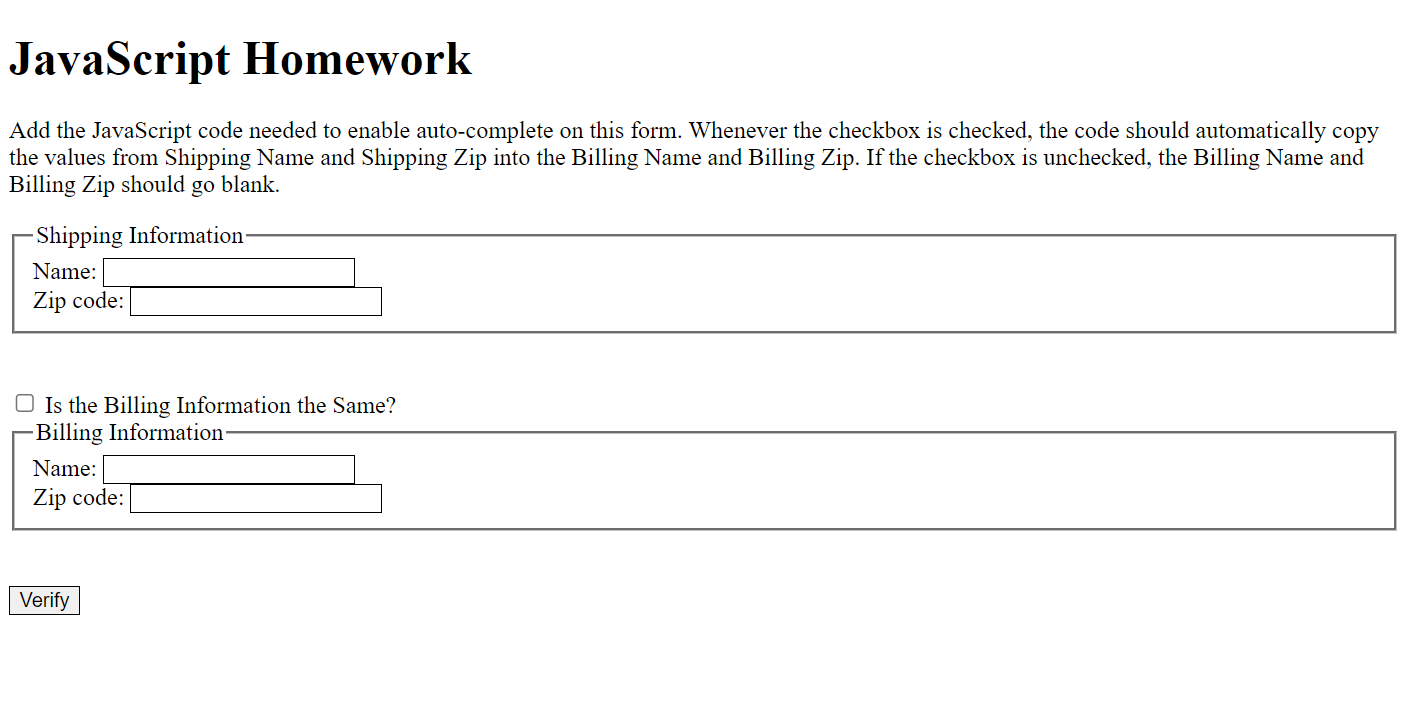 JavaScript Homework
Add the JavaScript code needed to enable auto-complete on this form. Whenever the checkbox is checked, the code should automatically copy
the values from Shipping Name and Shipping Zip into the Billing Name and Billing Zip. If the checkbox is unchecked, the Billing Name and
Billing Zip should go blank.
Shipping Information
Name:
Zip code:
Is the Billing Information the Same?
Billing Information
Name:
Zip code:
Verify